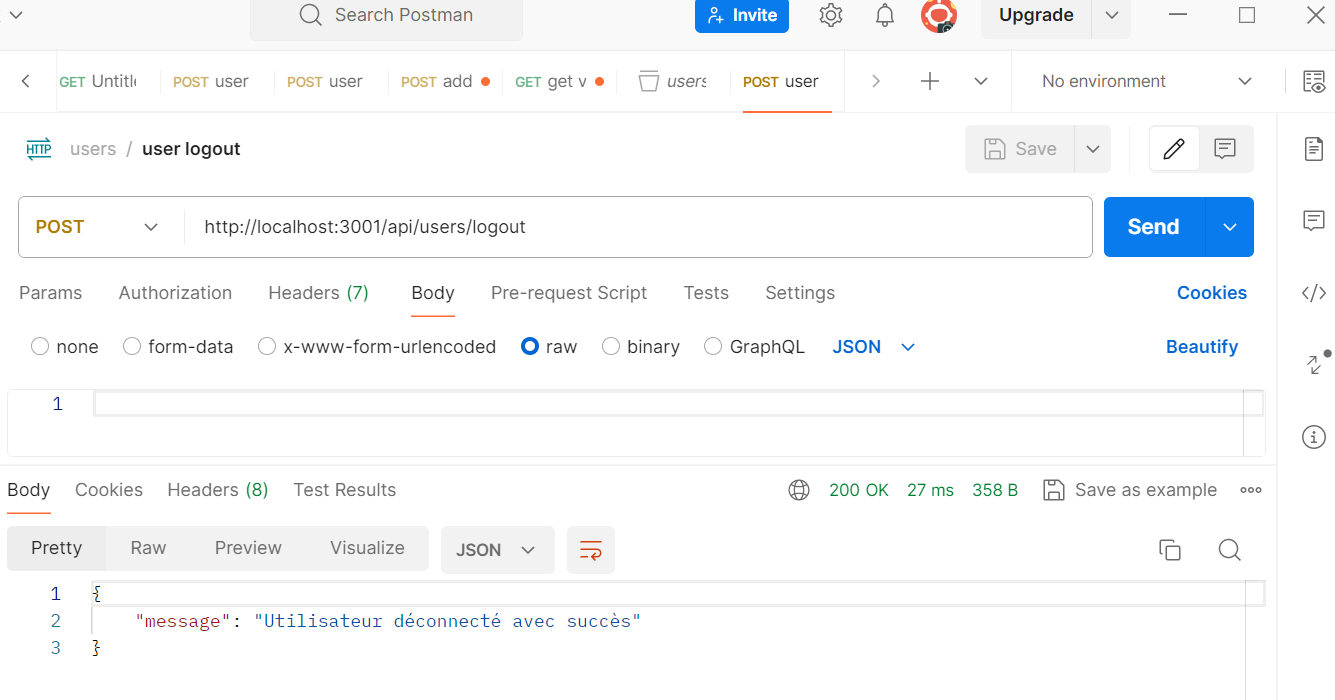 Search Postman Invite Upgrade
GET Untitle POST user POST user POST add GET get v users POST user No environment
HTTP users / user logout Save
POST http://localhost:3001/api/users/logout Send
Params Authorization Headers (7) Body Pre-request Script Tests Settings Cookies
none form-data x-www-form-urlencoded raw binary GraphQL JSON Beautify
1
Body Cookies Headers (8) Test Results 200 OK 27 ms 358 B Save as example
Pretty Raw Preview Visualize JSON
1 {
2 "message": "Utilisateur déconnecté avec succès"
3 }